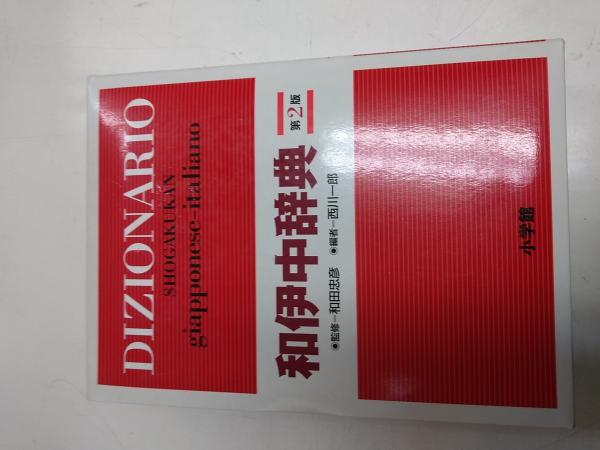 DIZIONARIO
SHOGAKUKAN
giapponese-italiano
和伊中辞典
第2版
●監修=和田忠彦 ●編者=西川一郎
小学館